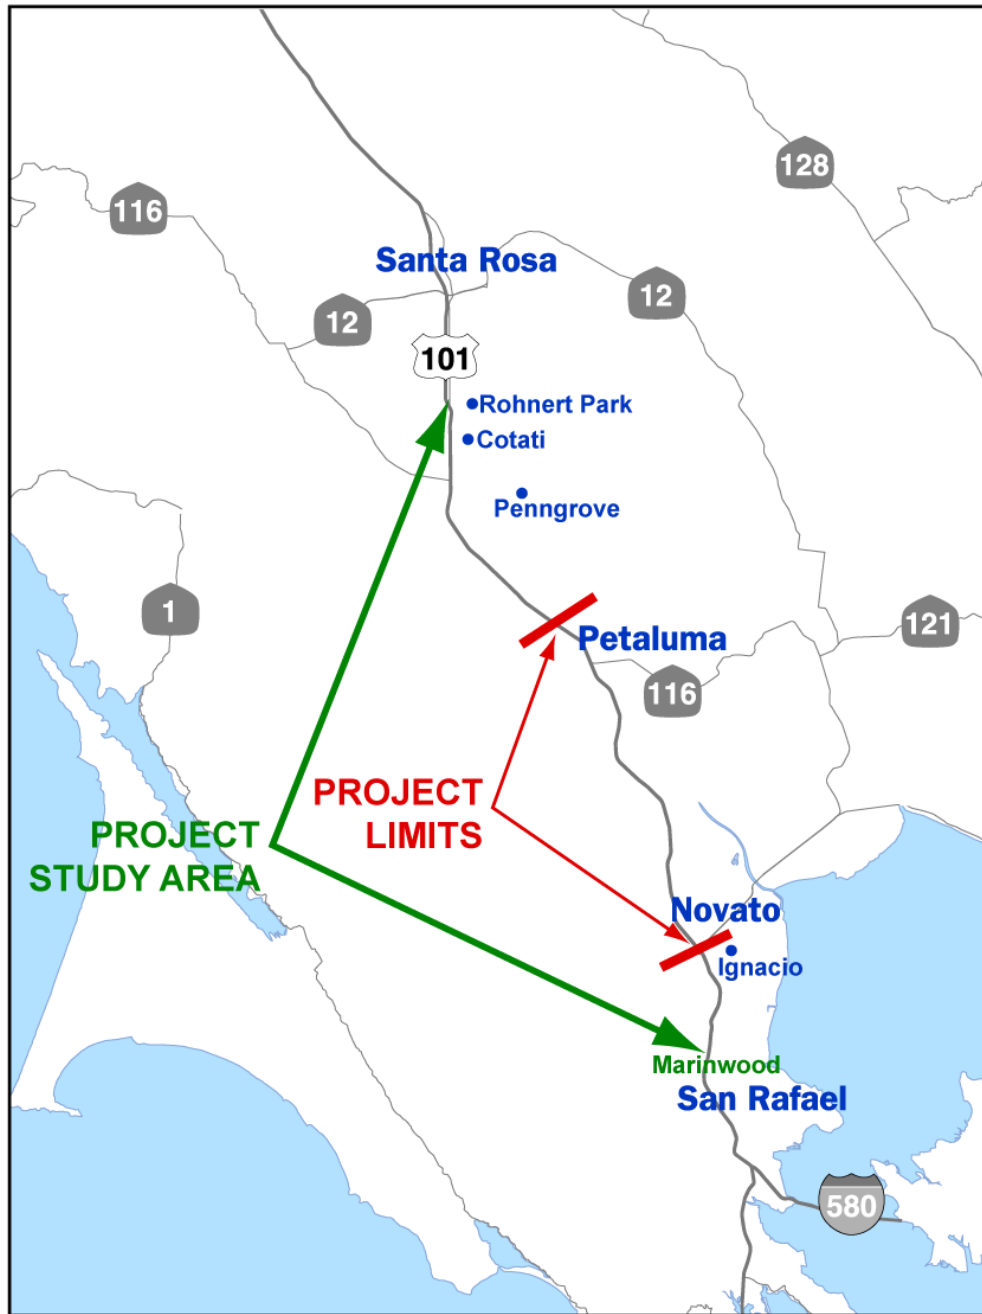 128
116
Santa Rosa
12
12
101
Rohnert Park
Cotati
Penngrove
1
121
Petaluma
116
PROJECT
LIMITS
PROJECT
STUDY AREA
Novato
Ignacio
Marinwood
San Rafael
580